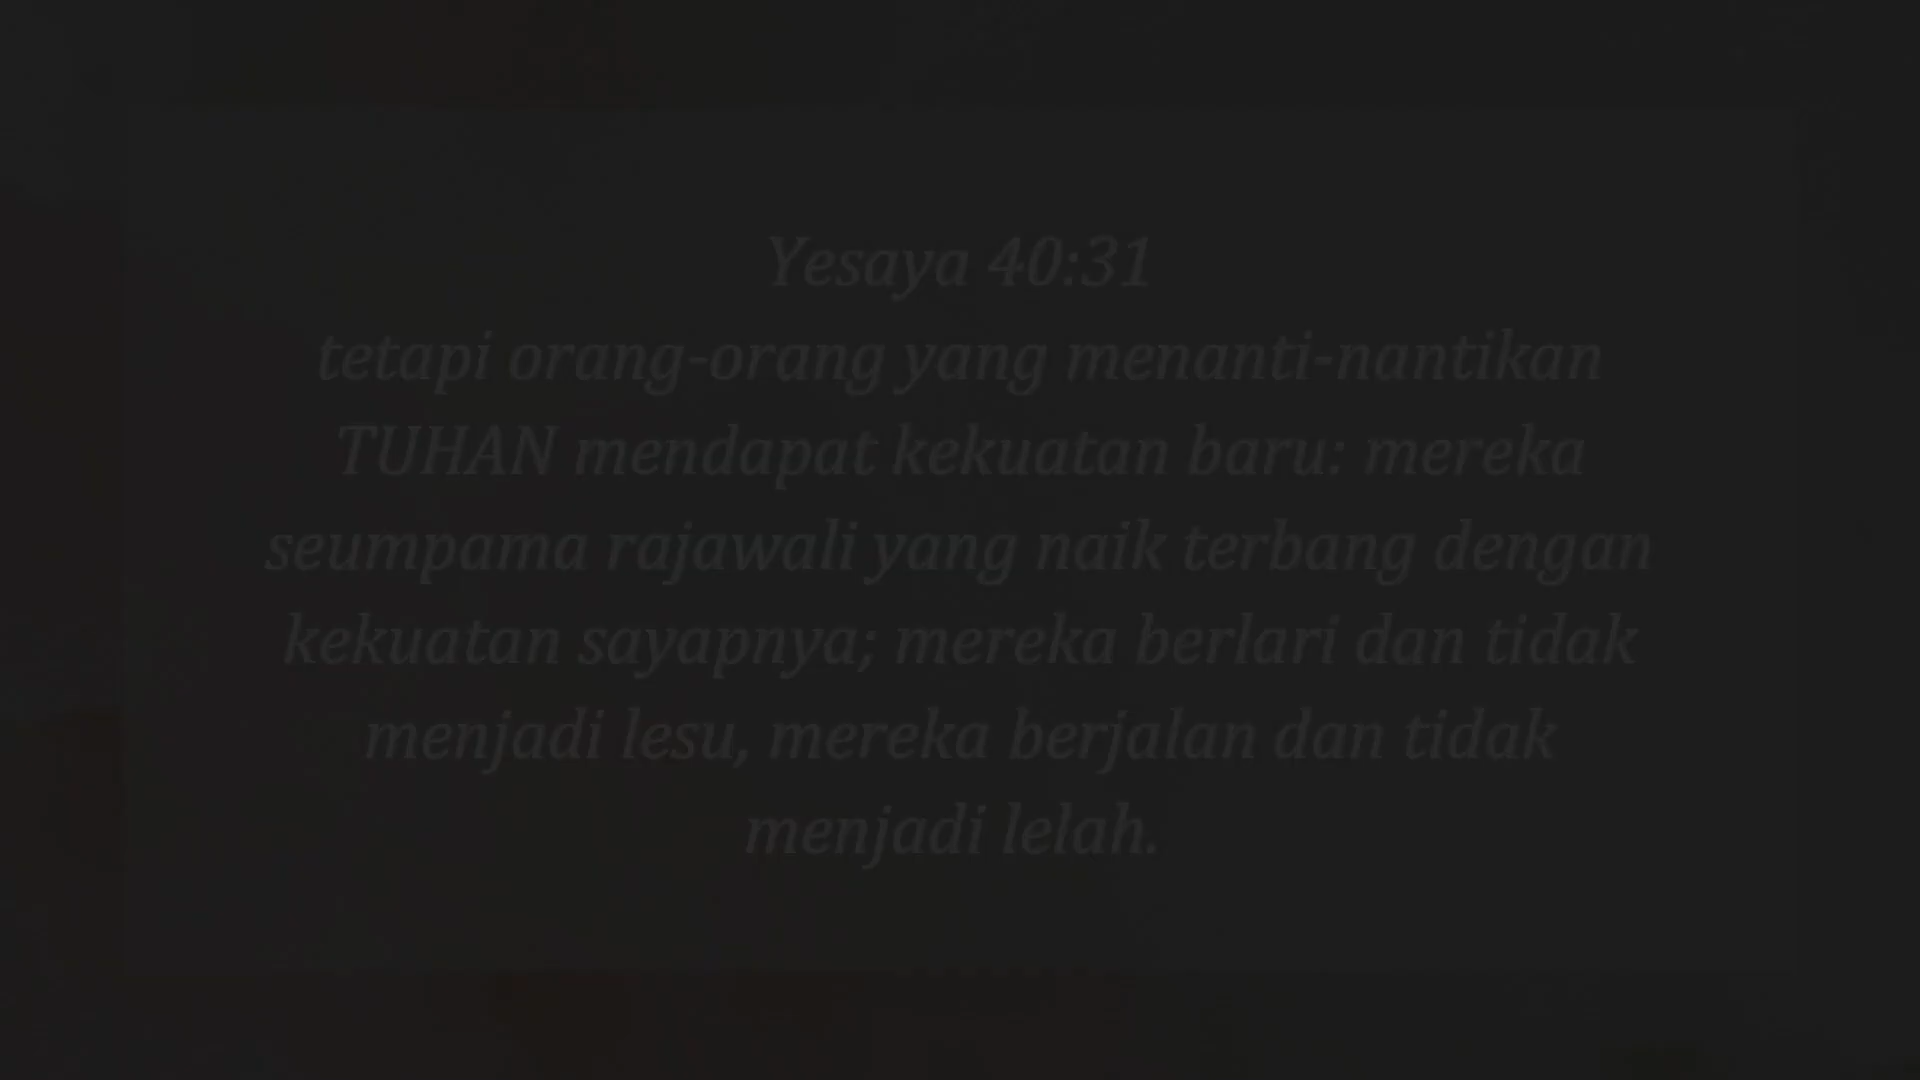 Yesaya 40:31
tetapi orang-orang yang menanti-nantikan
TUHAN mendapat kekuatan baru: mereka
seumpama rajawali yang naik terbang dengan
kekuatan sayapnya; mereka berlari dan tidak
menjadi lesu, mereka berjalan dan tidak
menjadi lelah.